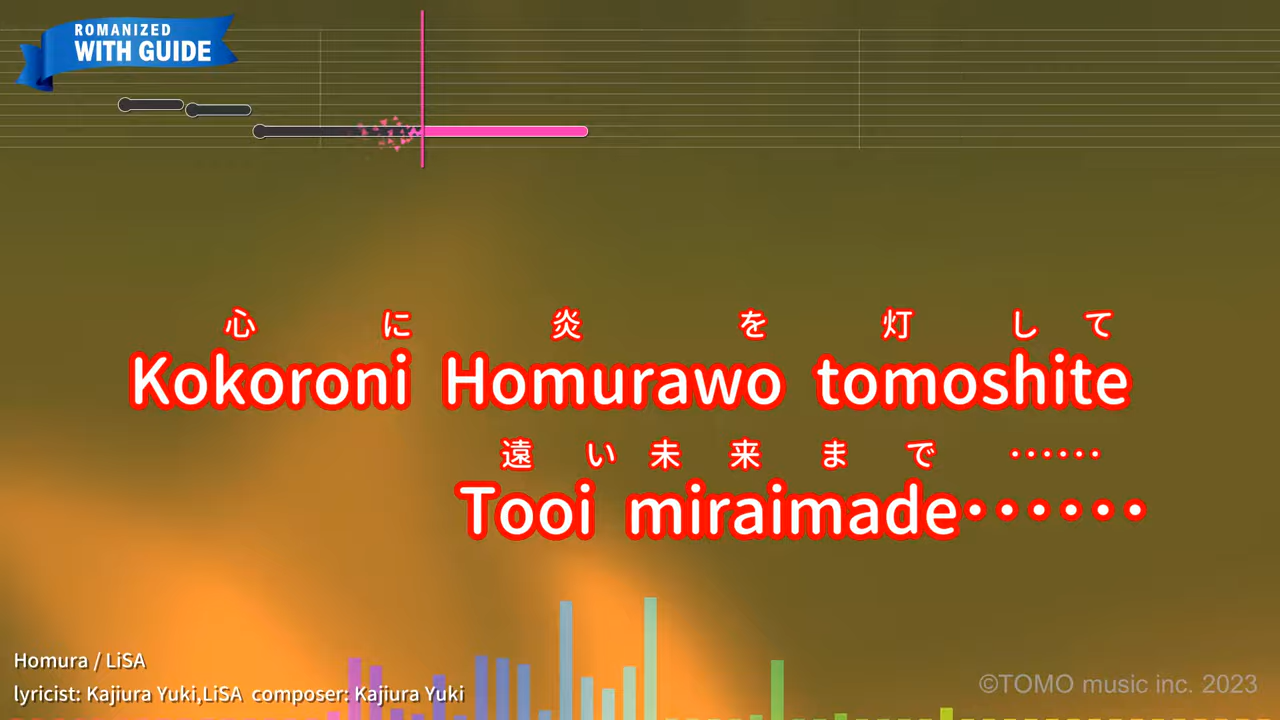 ROMANIZED
WITH GUIDE
心に炎を灯して
Kokoroni Homurawo tomoshite
遠い未来まで……
Tooi miraimade・・・・・・
Homura / LiSA
lyricist: Kajiura Yuki,LiSA composer: Kajiura Yuki
©TOMO music inc. 2023